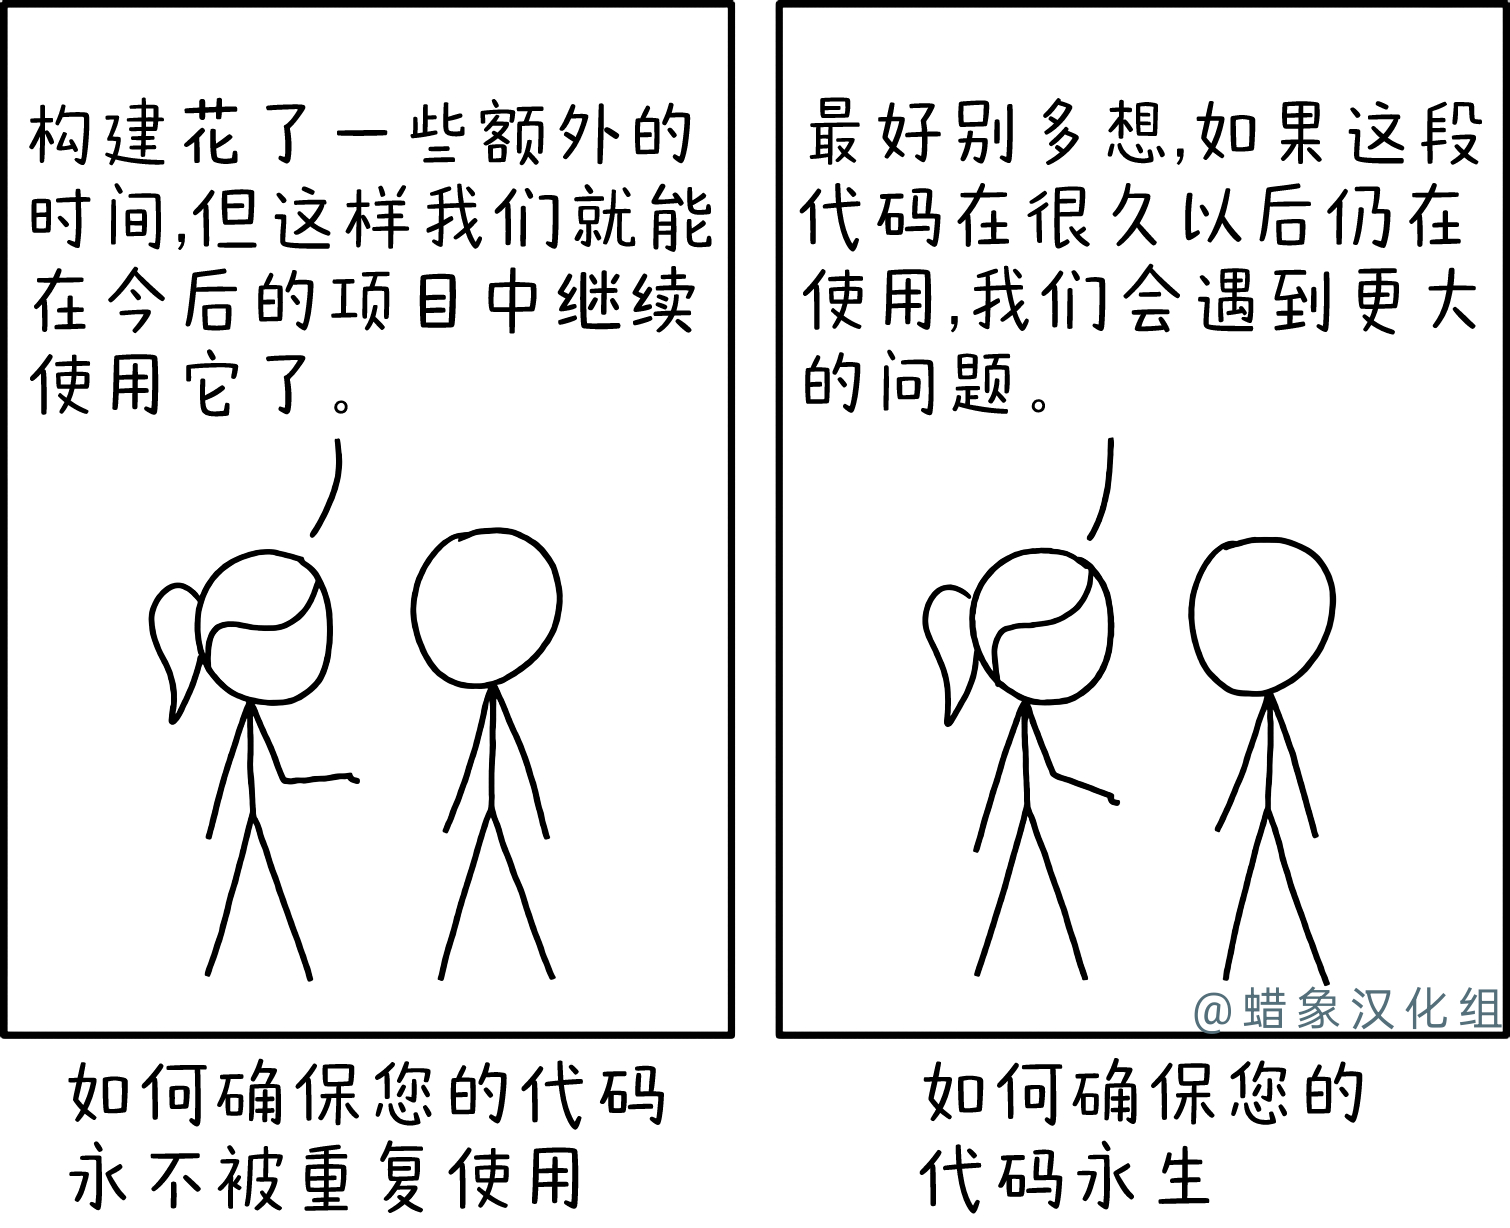 构建花了一些额外的
时间,但这样我们就能
在今后的项目中继续
使用它了。
最好别多想,如果这段
代码在很久以后仍在
使用,我们会遇到更大
的问题。
@蜡象汉化组
如何确保您的代码
永不被重复使用
如何确保您的
代码永生